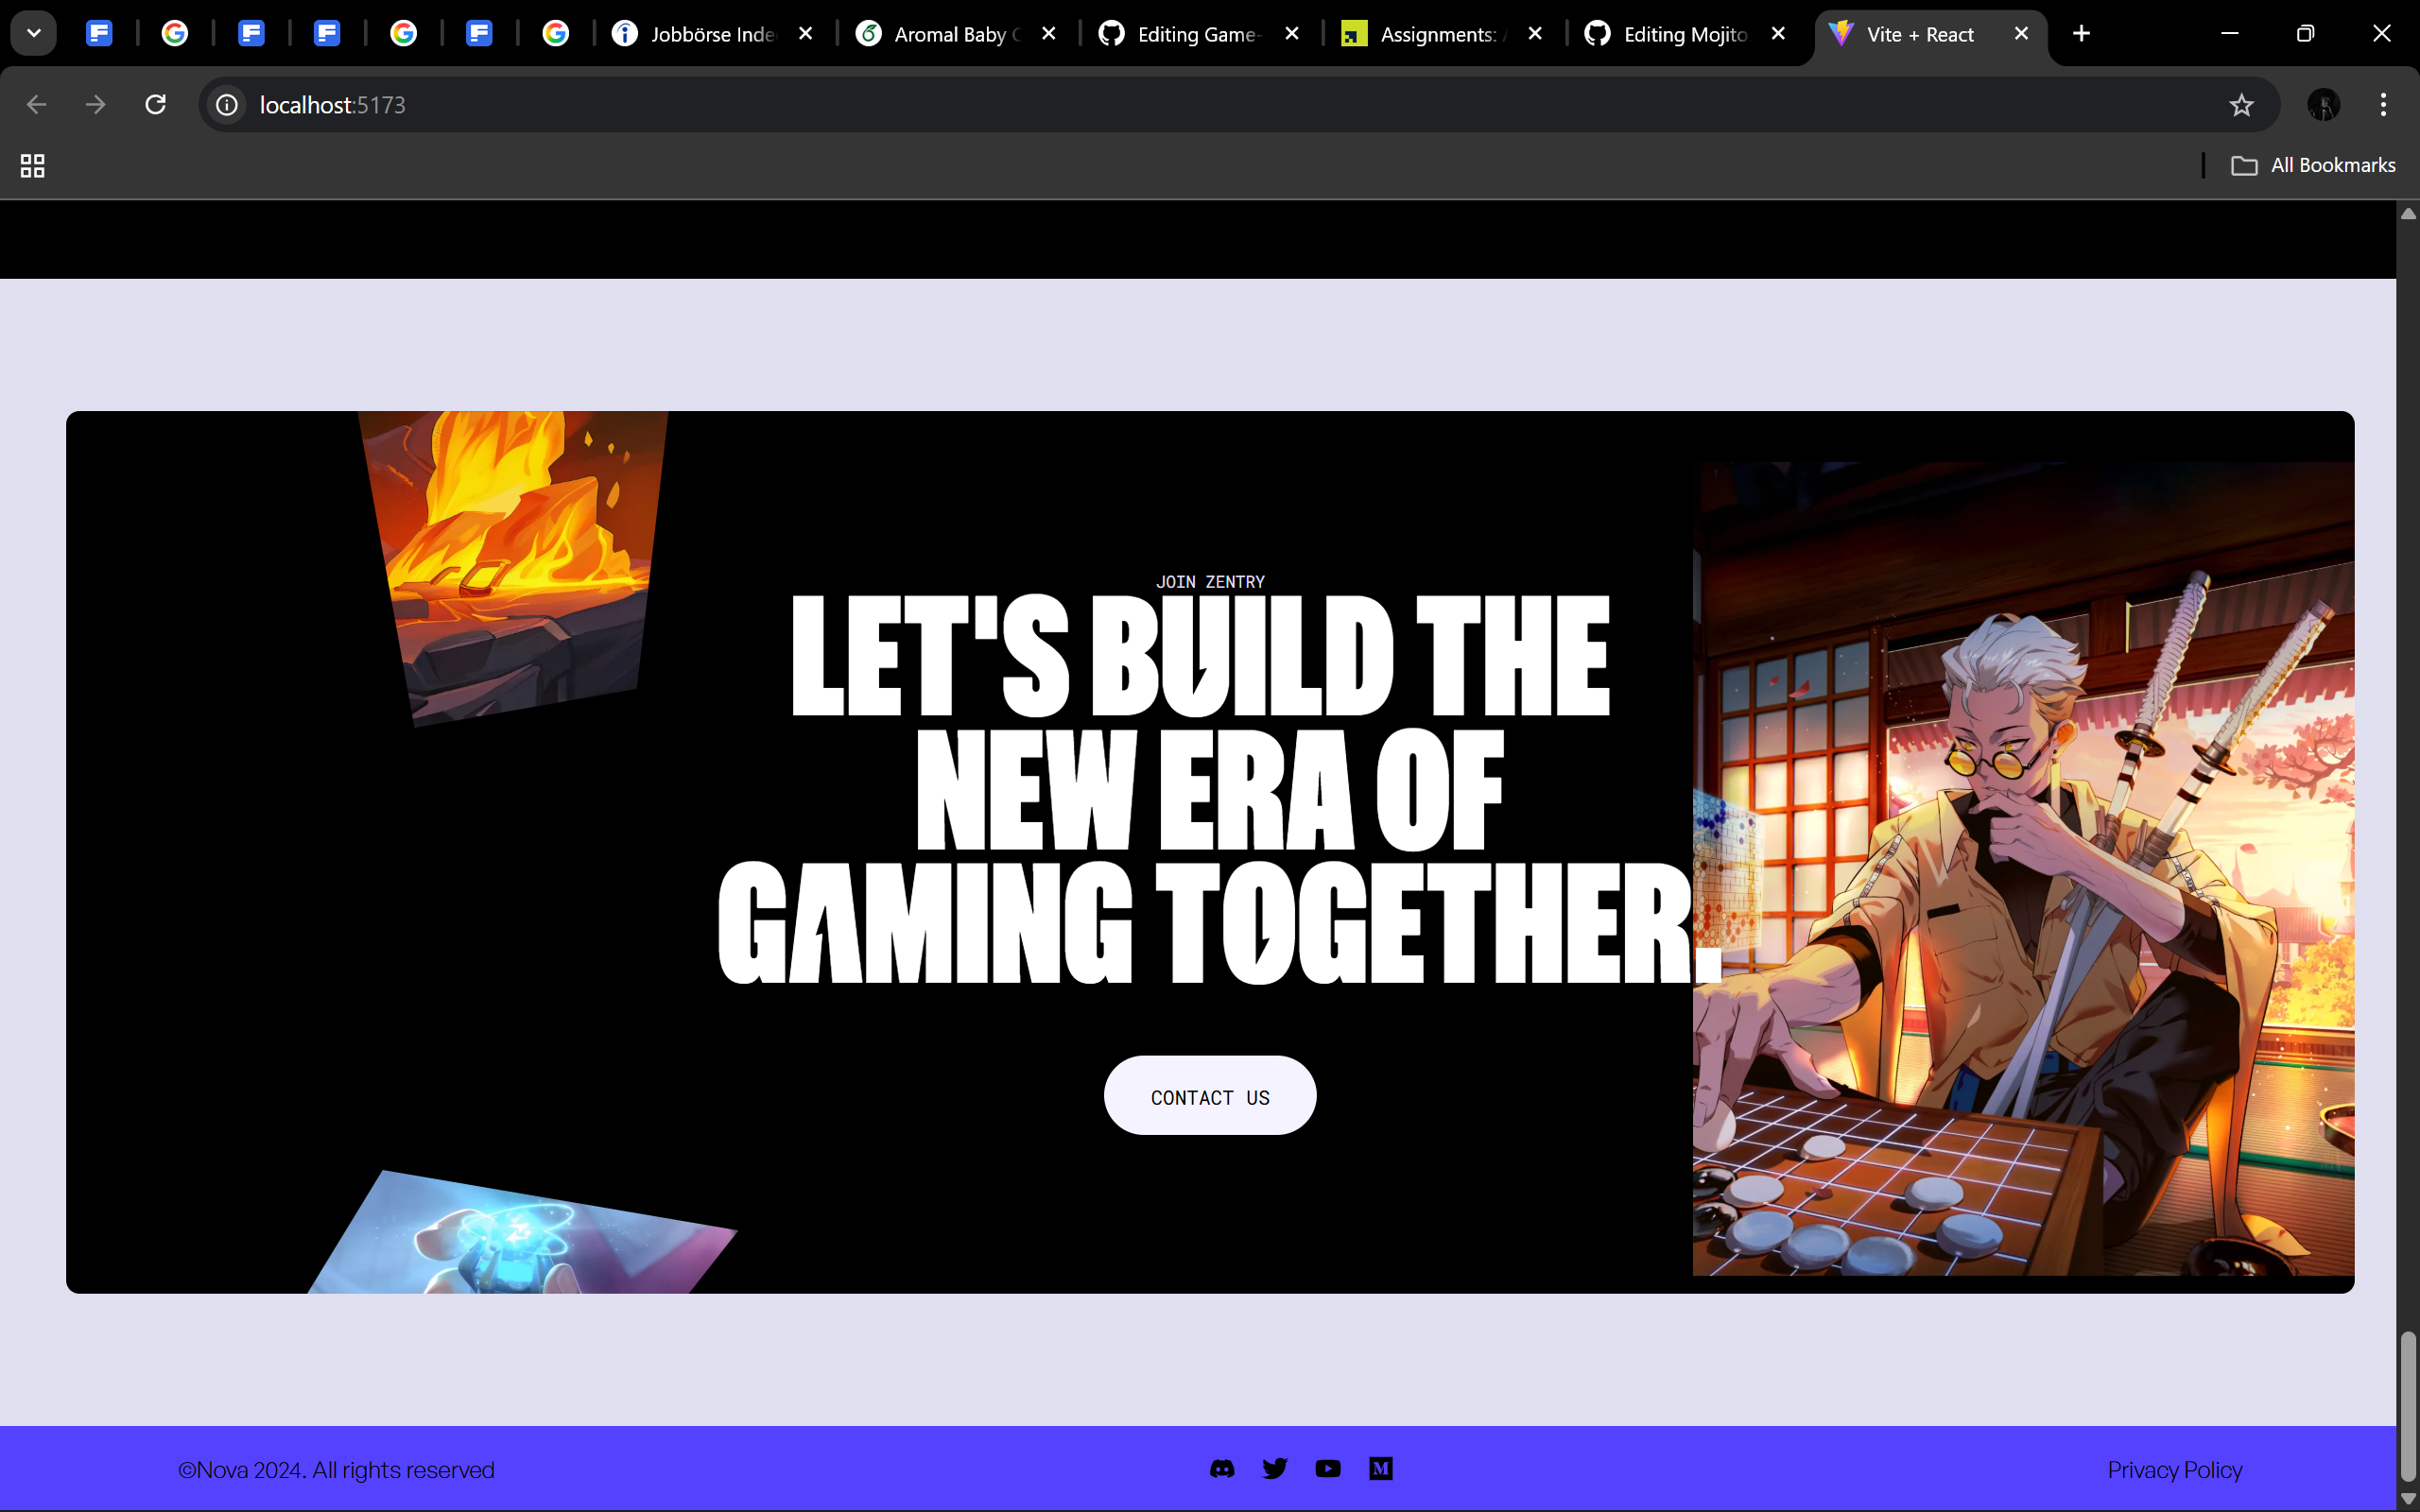 Jobbörse Inde
Aromal Baby
Editing Game-
Assignments:
Editing Mojito
Vite + React
localhost:5173
All Bookmarks
JOIN ZENTRY
LET'S BUILD THE
NEW ERA OF
GAMING TOGETHER.
CONTACT US
©Nova 2024. All rights reserved
M
Privacy Policy